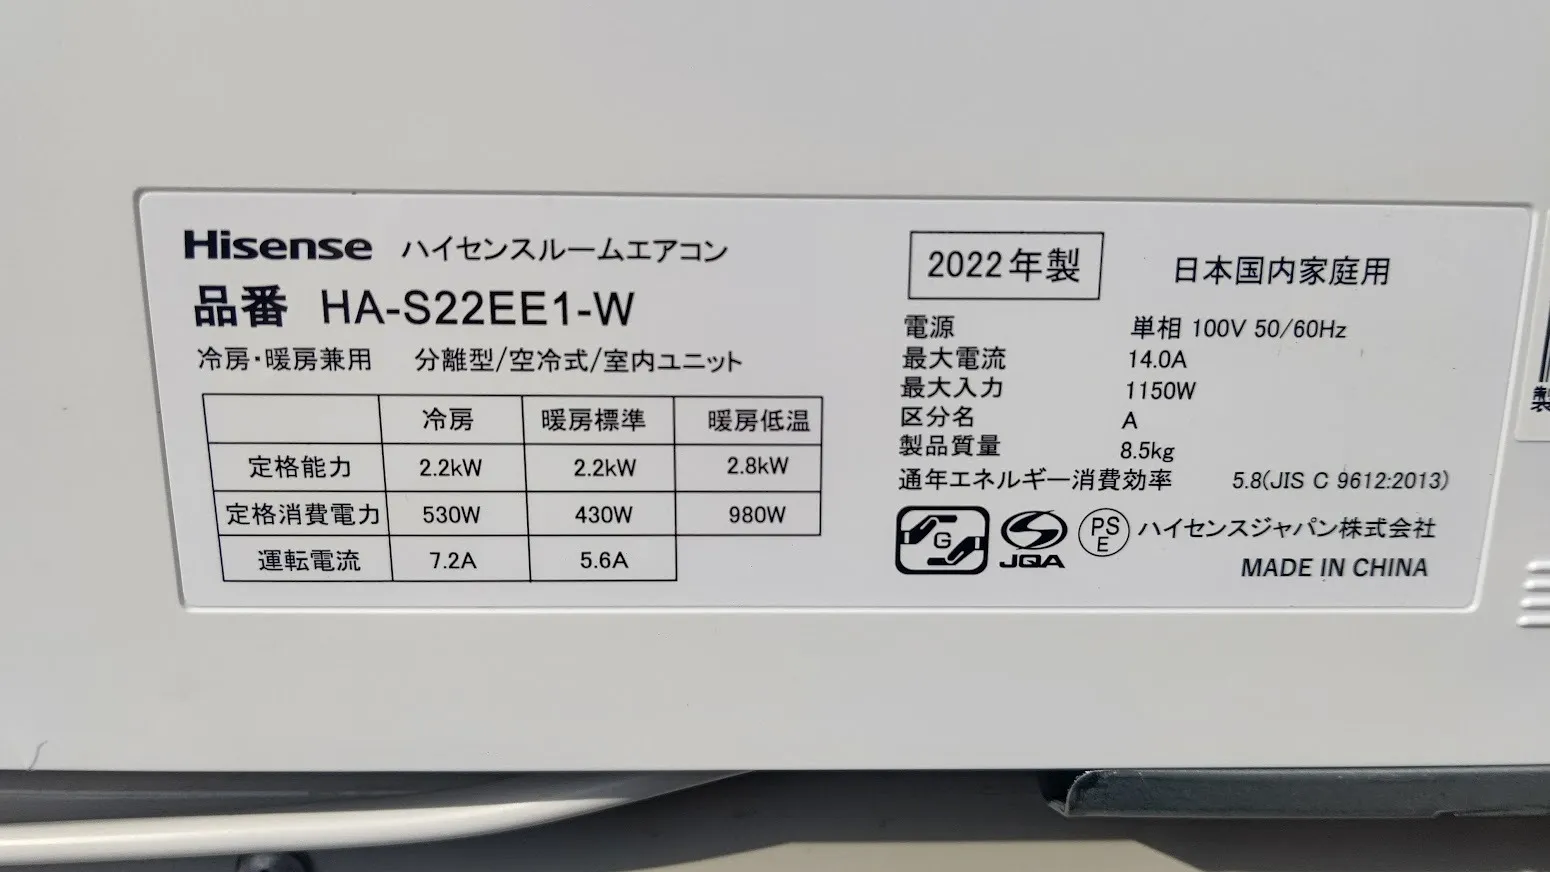 Hisense ハイセンスルームエアコン
品番 HA-S22EE1-W
冷房・暖房兼用 分離型/空冷式/室内ユニット
冷房 暖房標準 暖房低温
定格能力 2.2kW 2.2kW 2.8kW
定格消費電力 530W 430W 980W
運転電流 7.2A 5.6A
2022年製 日本国内家庭用
電源 単相 100V 50/60Hz
最大電流 14.0A
最大入力 1150W
区分名 A
製品質量 8.5kg
通年エネルギー消費効率 5.8(JIS C 9612:2013)
G JQA PSE ハイセンスジャパン株式会社
MADE IN CHINA
製